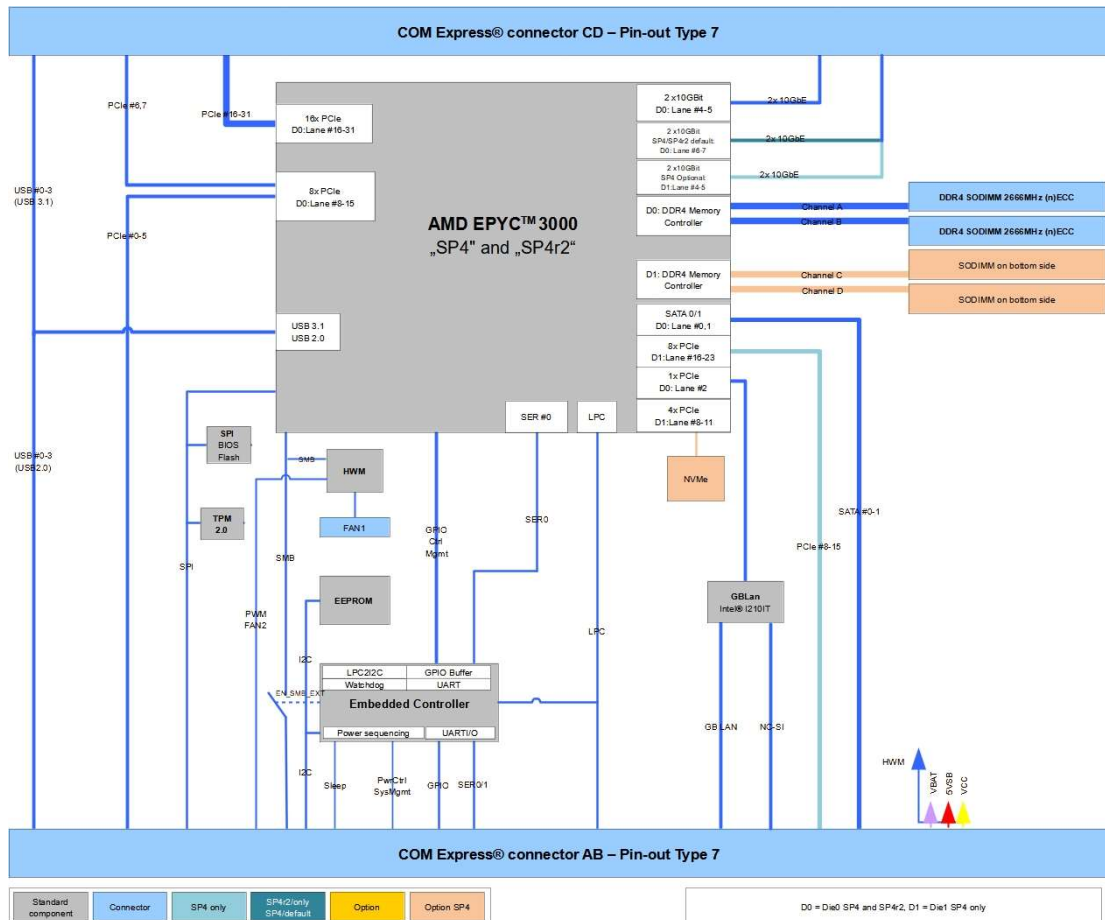 COM Express® connector CD – Pin-out Type 7
PCIe #6,7
PCIe #16-31
16x PCIe
D0:Lane #16-31
2 x10GBit
D0: Lane #4-5
2x 10GbE
2 x10GBit
SP4/SP4r2 default:
D0: Lane #6-7
2x 10GbE
2 x10GBit
SP4 Optional:
D1:Lane #4-5
2x 10GbE
USB #0-3
(USB 3.1)
8x PCIe
D0:Lane #8-15
PCIe #0-5
AMD EPYC™ 3000
„SP4" and „SP4r2“
D0: DDR4 Memory
Controller
Channel A
Channel B
DDR4 SODIMM 2666MHz (n)ECC
DDR4 SODIMM 2666MHz (n)ECC
D1: DDR4 Memory
Controller
Channel C
Channel D
SODIMM on bottom side
SODIMM on bottom side
USB 3.1
USB 2.0
SATA 0/1
D0: Lane #0,1
8x PCIe
D1:Lane #16-23
1x PCIe
D0: Lane #2
4x PCIe
D1:Lane #8-11
SER #0
LPC
SPI
BIOS
Flash
USB #0-3
(USB2.0)
SMB
HWM
NVMe
TPM
2.0
FAN1
GPIO
Ctrl
Mgmt
SER0
SATA #0-1
PCIe #8-15
SPI
SMB
EEPROM
GBLan
Intel® I210IT
PWM
FAN2
LPC
I2C
LPC2I2C
GPIO Buffer
Watchdog
UART
EN_SMB_EXT
Embedded Controller
Power sequencing
UARTI/O
GB LAN
NC-SI
I2C
Sleep
PwrCtrl
SysMgmt
GPIO
SER0/1
HWM
VBAT
5VSB
VCC
COM Express® connector AB – Pin-out Type 7
Standard
component
Connector
SP4 only
SP4r2/only
SP4/default
Option
Option SP4
D0 = Die0 SP4 and SP4r2, D1 = Die1 SP4 only